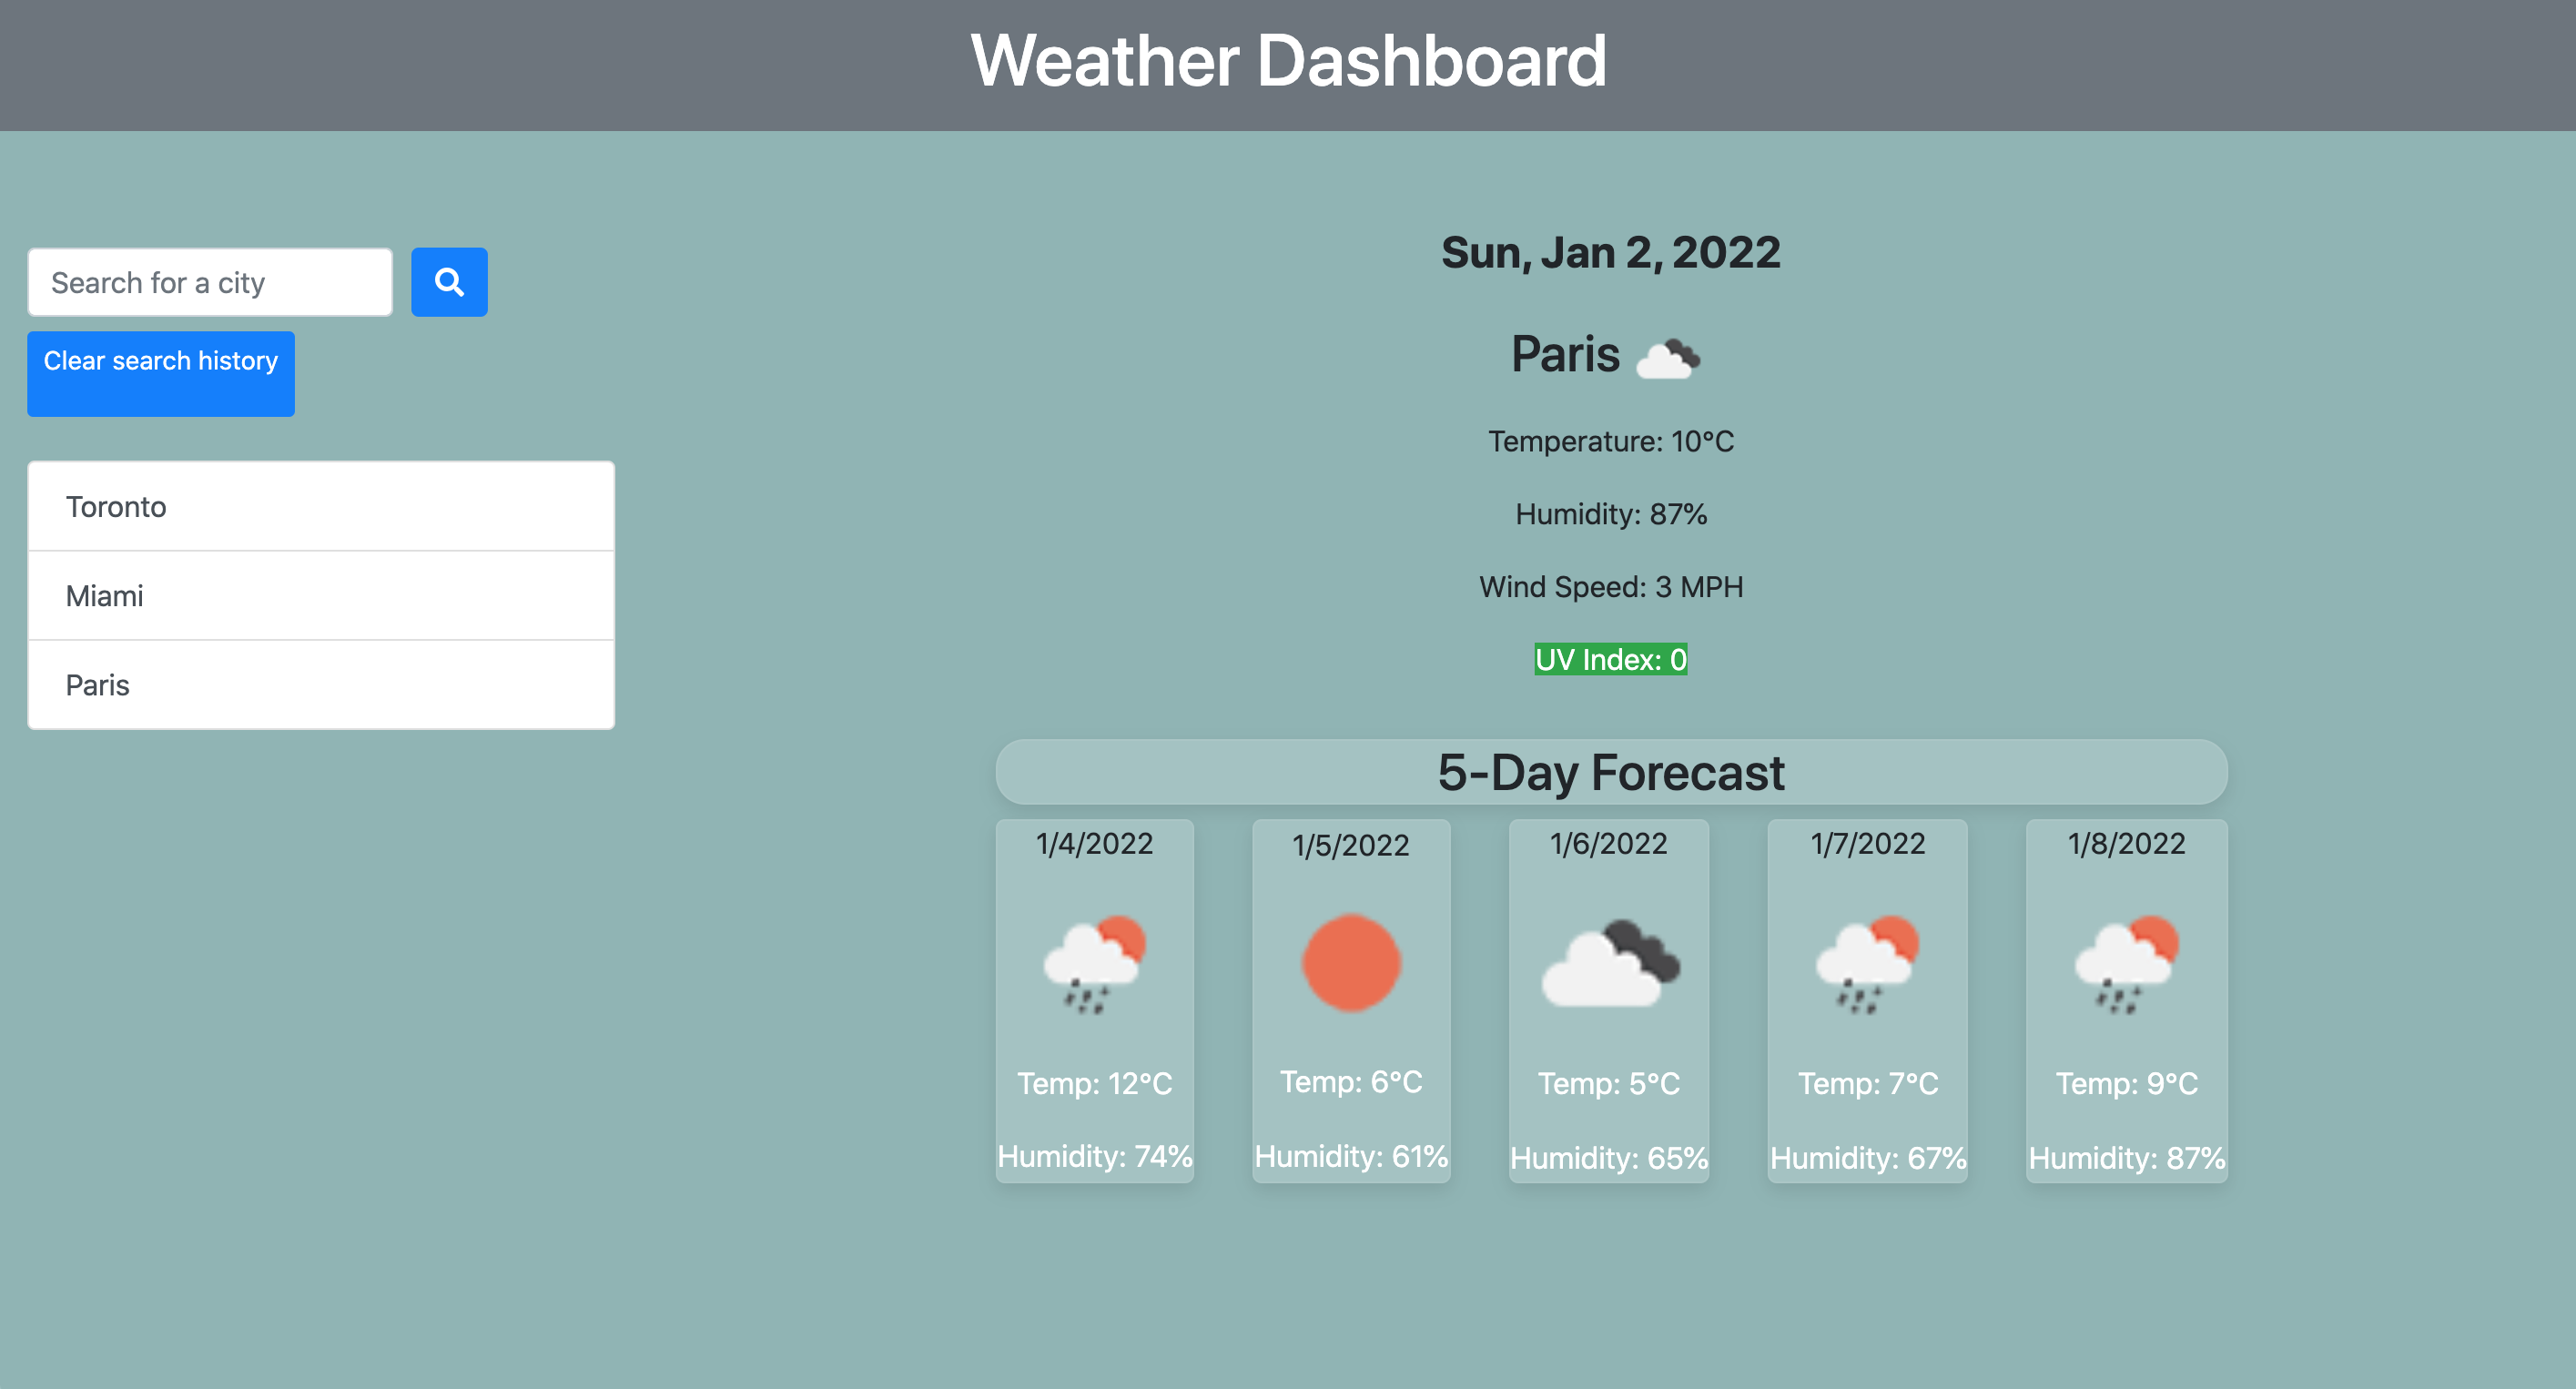 Weather Dashboard
Search for a city
Clear search history
Toronto
Miami
Paris
Sun, Jan 2, 2022
Paris
Temperature: 10°C
Humidity: 87%
Wind Speed: 3 MPH
UV Index: 0
5-Day Forecast
1/4/2022
Temp: 12°C
Humidity: 74%
1/5/2022
Temp: 6°C
Humidity: 61%
1/6/2022
Temp: 5°C
Humidity: 65%
1/7/2022
Temp: 7°C
Humidity: 67%
1/8/2022
Temp: 9°C
Humidity: 87%